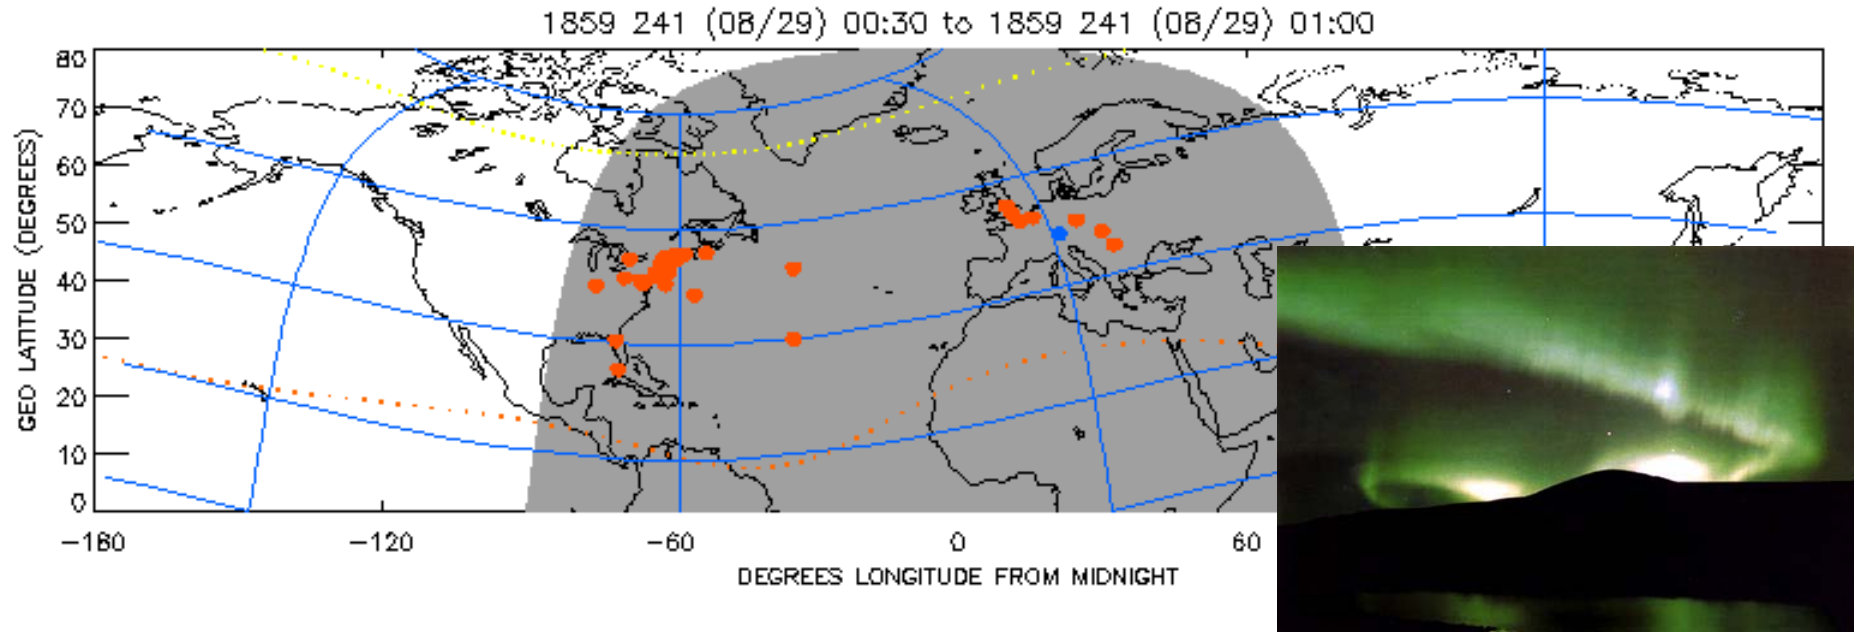 1859 241 (08/29) 00:30 to 1859 241 (08/29) 01:00
80
70
60
50
40
30
20
10
0
GEO LATITUDE (DEGREES)
−180 −120 −60 0 60
DEGREES LONGITUDE FROM MIDNIGHT